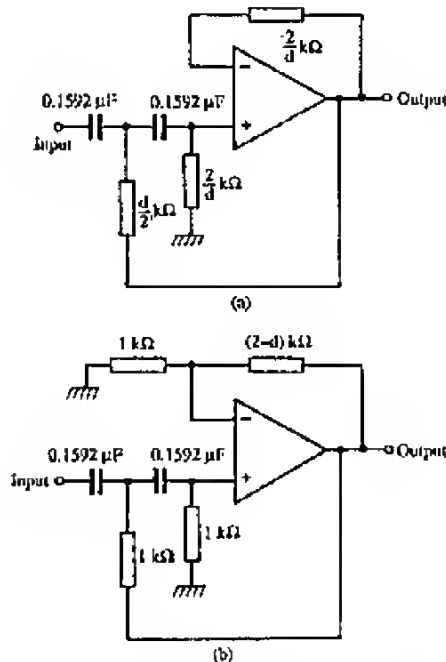 2/d kΩ
−
0.1592 μF 0.1592 μF
Output
Input
+
d/2 kΩ
2/d kΩ
(a)
1 kΩ (2−d) kΩ
−
0.1592 μF 0.1592 μF
Output
Input
+
1 kΩ
1 kΩ
(b)